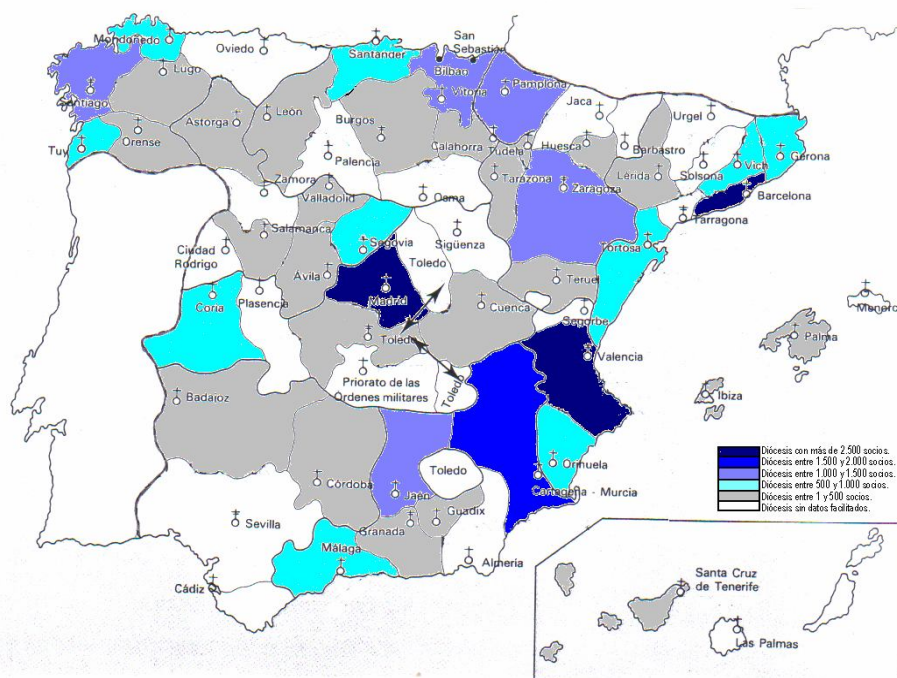 San
Sebastián
Mondoñedo
Oviedo
Santander
Bilbao
Lugo
Pamplona
Santiago
Vitoria
Jaca
Urgel
Astorga
León
Burgos
Orense
Calahorra
Tudela
Huesca
Barbastro
Tuy
Palencia
Solsona
Vich
Gerona
Zamora
Tarazona
Zaragoza
Lérida
Valladolid
Osma
Barcelona
Tarragona
Salamanca
Segovia
Sigüenza
Tortosa
Ciudad
Rodrigo
Toledo
Avila
Teruel
Coria
Plasencia
Madrid
Cuenca
Menorca
Segorbe
Toledo
Palma
Valencia
Priorato de las
Ordenes militares
Toledo
Badajoz
Ibiza
Diócesis con más de 2.500 socios.
Diócesis entre 1.500 y 2.000 socios.
Diócesis entre 1.000 y 1.500 socios.
Diócesis entre 500 y 1.000 socios.
Diócesis entre 1 y 500 socios.
Diócesis sin datos facilitados.
Toledo
Orihuela
Córdoba
Jaén
Cartagena - Murcia
Sevilla
Granada
Guadix
Málaga
Almería
Cádiz
Santa Cruz
de Tenerife
Las Palmas